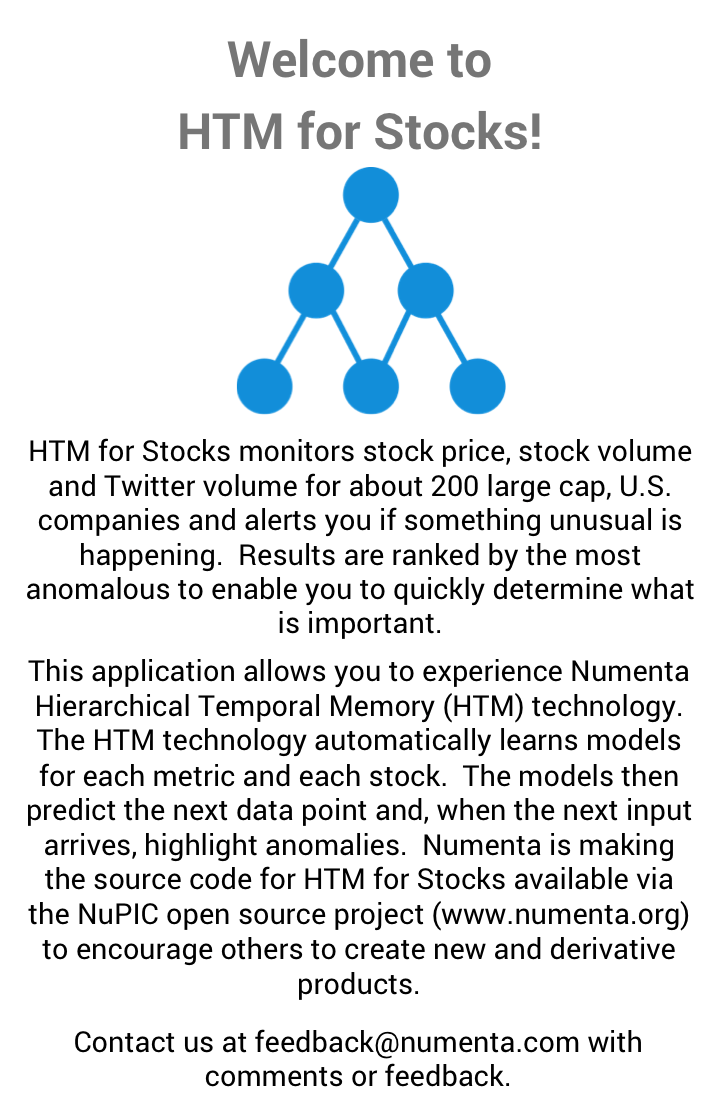 Welcome to
HTM for Stocks!
HTM for Stocks monitors stock price, stock volume
and Twitter volume for about 200 large cap, U.S.
companies and alerts you if something unusual is
happening.  Results are ranked by the most
anomalous to enable you to quickly determine what
is important.
This application allows you to experience Numenta
Hierarchical Temporal Memory (HTM) technology.
The HTM technology automatically learns models
for each metric and each stock.  The models then
predict the next data point and, when the next input
arrives, highlight anomalies.  Numenta is making
the source code for HTM for Stocks available via
the NuPIC open source project (www.numenta.org)
to encourage others to create new and derivative
products.
Contact us at feedback@numenta.com with
comments or feedback.